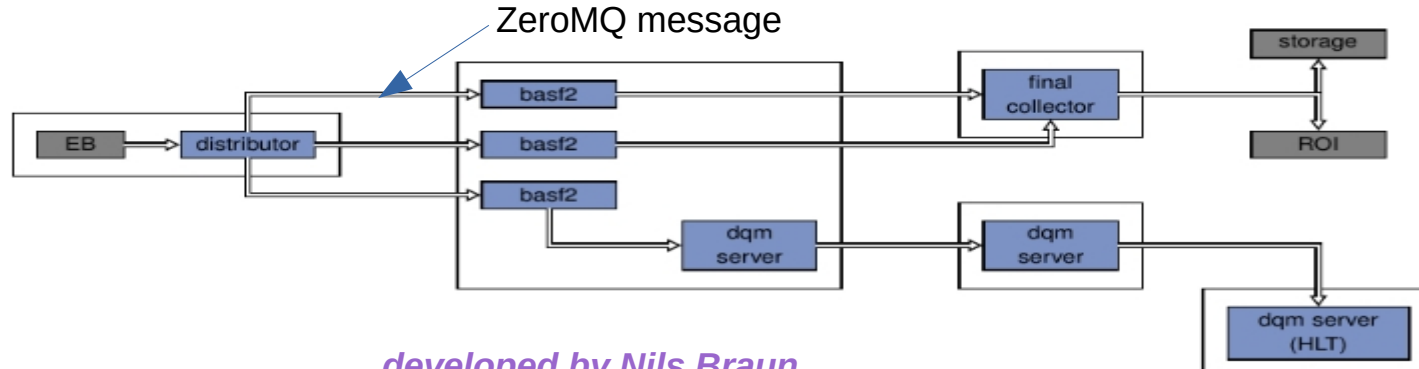 ZeroMQ message
storage
final
collector
basf2
EB
distributor
basf2
ROI
basf2
dqm
server
dqm
server
dqm server
(HLT)
developed by Nils Braun